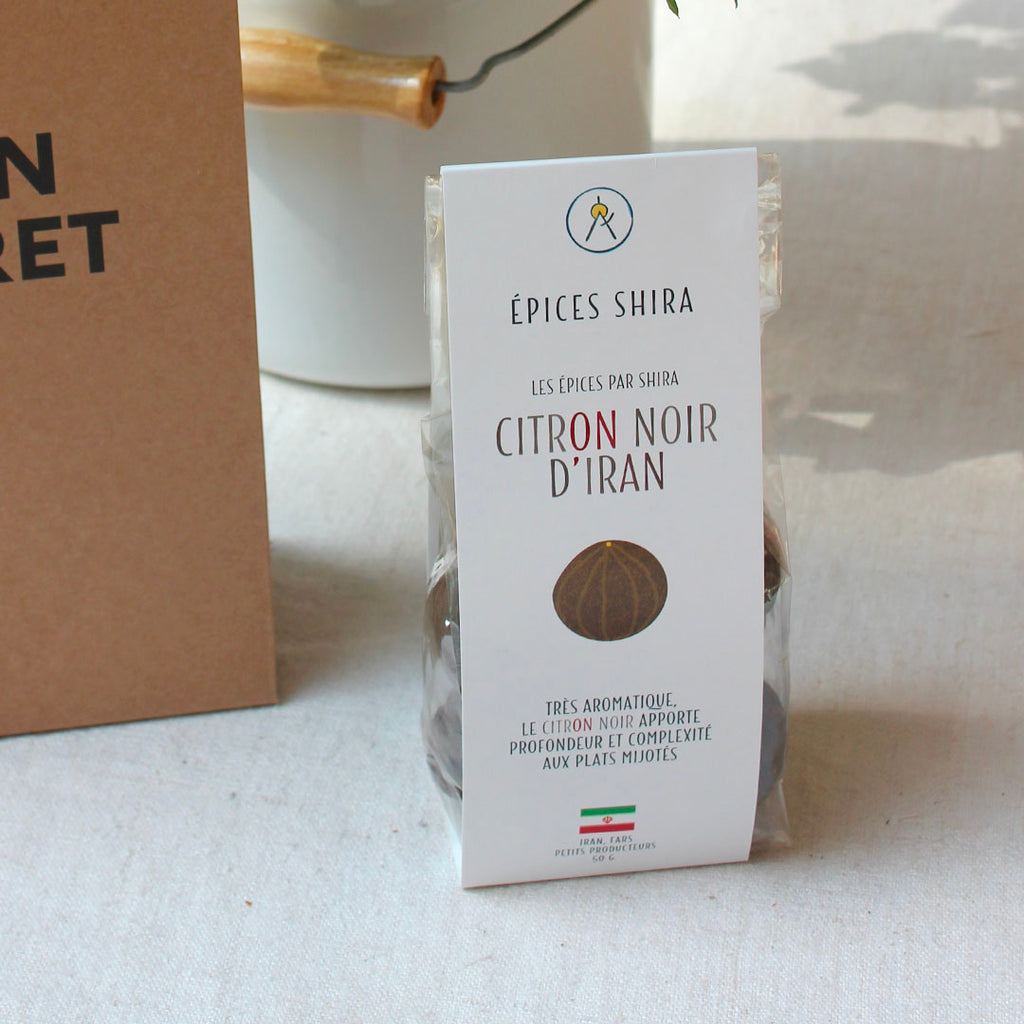 N
RET
ÉPICES SHIRA
LES ÉPICES PAR SHIRA
CITRON NOIR
D'IRAN
TRÈS AROMATIQUE,
LE CITRON NOIR APPORTE
PROFONDEUR ET COMPLEXITÉ
AUX PLATS MIJOTÉS
IRAN, FARS
PETITS PRODUCTEURS
50 G